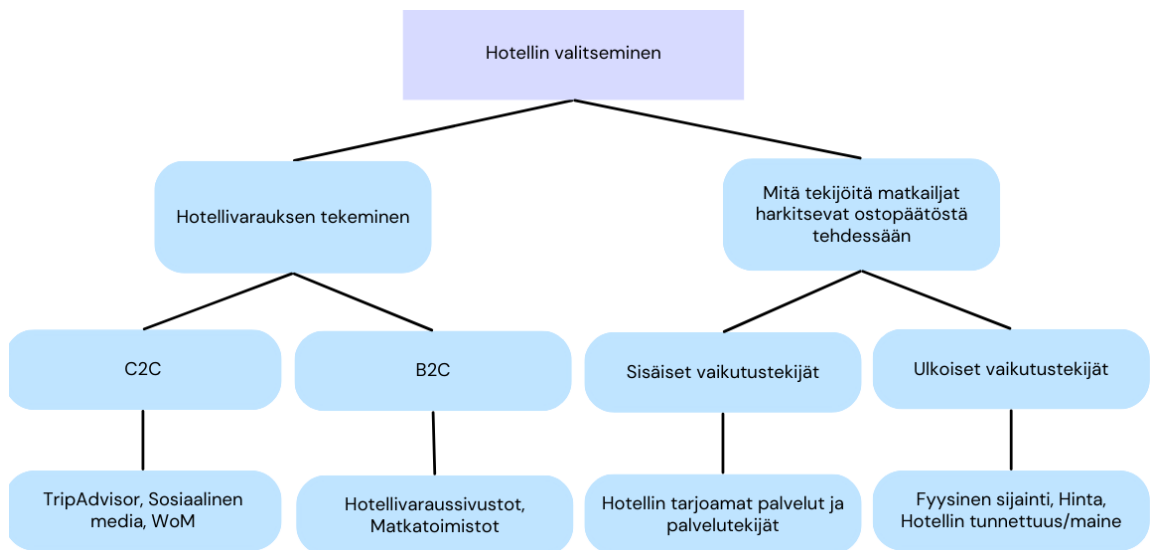 Hotellin valitseminen
Hotellivarauksen tekeminen
Mitä tekijöitä matkailjat
harkitsevat ostopäätöstä
tehdessään
C2C
B2C
Sisäiset vaikutustekijät
Ulkoiset vaikutustekijät
TripAdvisor, Sosiaalinen
media, WoM
Hotellivaraussivustot,
Matkatoimistot
Hotellin tarjoamat palvelut ja
palvelutekijät
Fyysinen sijainti, Hinta,
Hotellin tunnettuus/maine